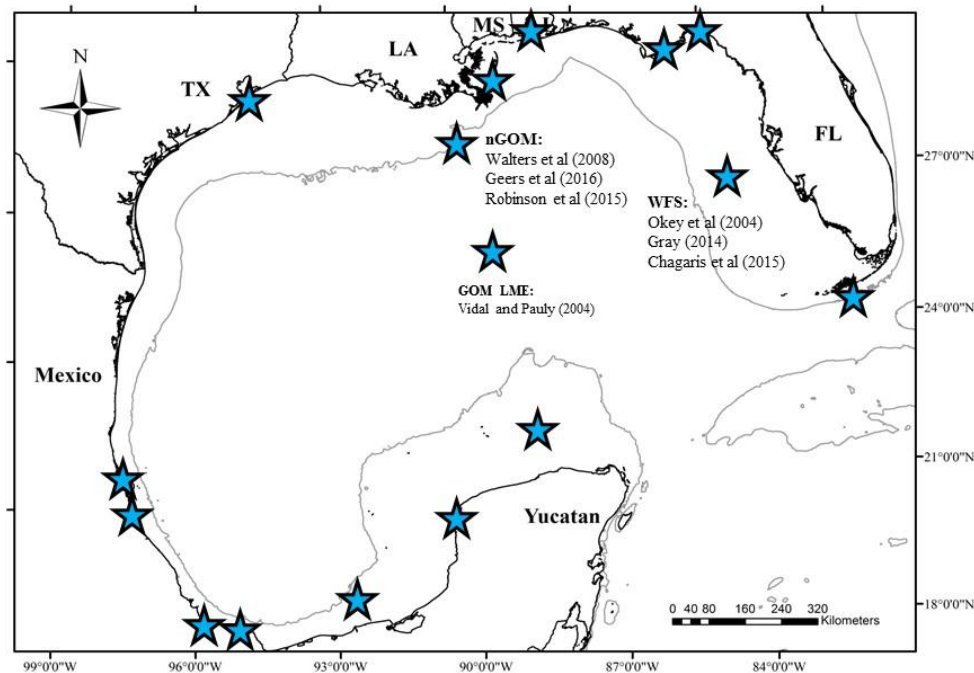 MS
LA
N
TX
FL
nGOM:
Walters et al (2008)
Geers et al (2016)
Robinson et al (2015)
27°0'0"N
WFS:
Okey et al (2004)
Gray (2014)
Chagaris et al (2015)
GOM LME:
Vidal and Pauly (2004)
24°0'0"N
Mexico
21°0'0"N
Yucatan
18°0'0"N
0 40 80 160 240 320
Kilometers
99°0'0"W 96°0'0"W 93°0'0"W 90°0'0"W 87°0'0"W 84°0'0"W